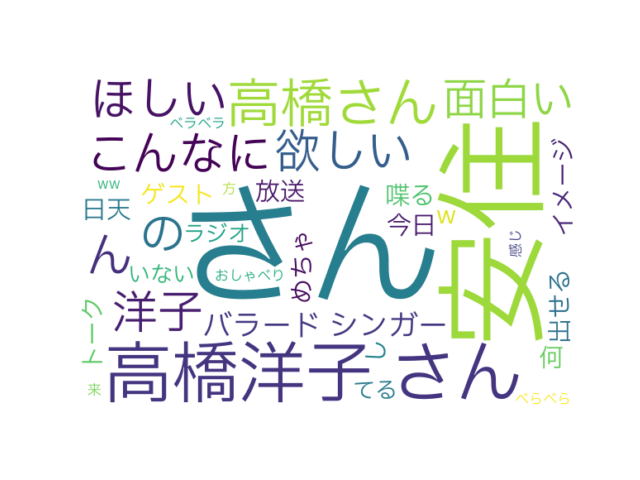 ほしい
高橋さん
面白い
ベラベラ
こんなに
欲しい
安住
イメージ
ww
ゲスト
方
放送
喋る
日天
の
ラジオ
さん
今日
w
めちゃ
ん
いない
おしゃべり
感じ
出せる
トーク
洋子
バラード シンガー
し
何
高橋洋子
さん
来
てる
べらべら